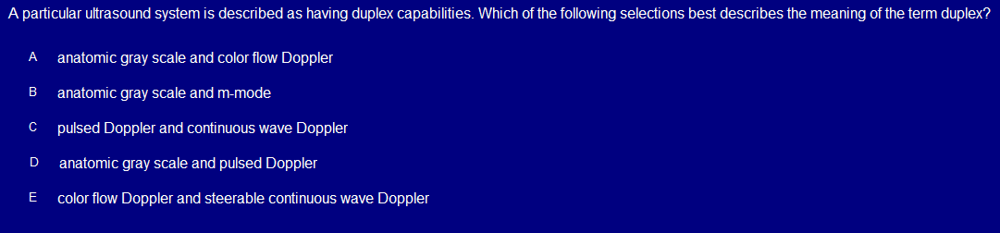 A particular ultrasound system is described as having duplex capabilities. Which of the following selections best describes the meaning of the term duplex?
A anatomic gray scale and color flow Doppler
B anatomic gray scale and m-mode
C pulsed Doppler and continuous wave Doppler
D anatomic gray scale and pulsed Doppler
E color flow Doppler and steerable continuous wave Doppler